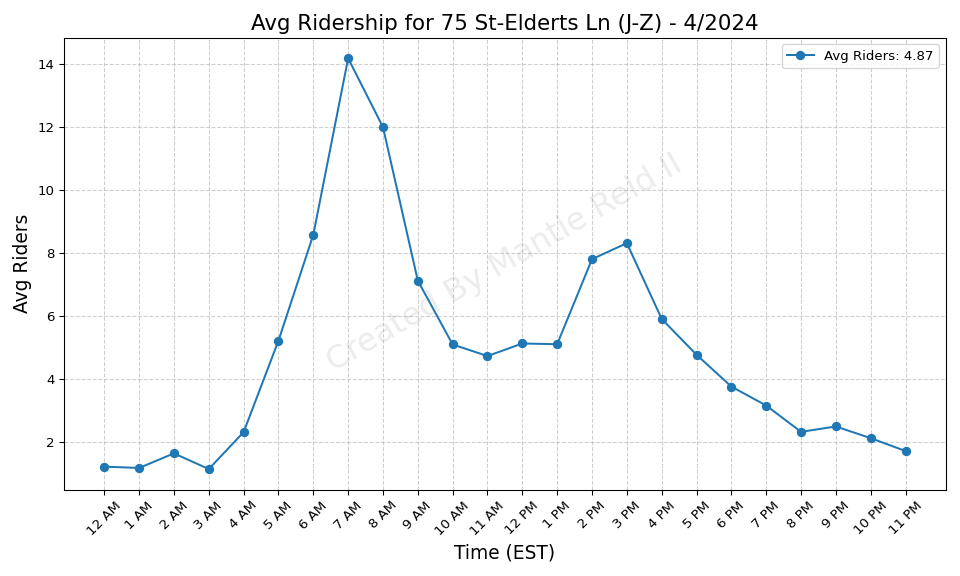 Avg Ridership for 75 St-Elderts Ln (J-Z) - 4/2024
Avg Riders: 4.87
14
12
10
8
6
4
2
Avg Riders
Created By Mantie Reid II
12 AM
1 AM
2 AM
3 AM
4 AM
5 AM
6 AM
7 AM
8 AM
9 AM
10 AM
11 AM
12 PM
1 PM
2 PM
3 PM
4 PM
5 PM
6 PM
7 PM
8 PM
9 PM
10 PM
11 PM
Time (EST)